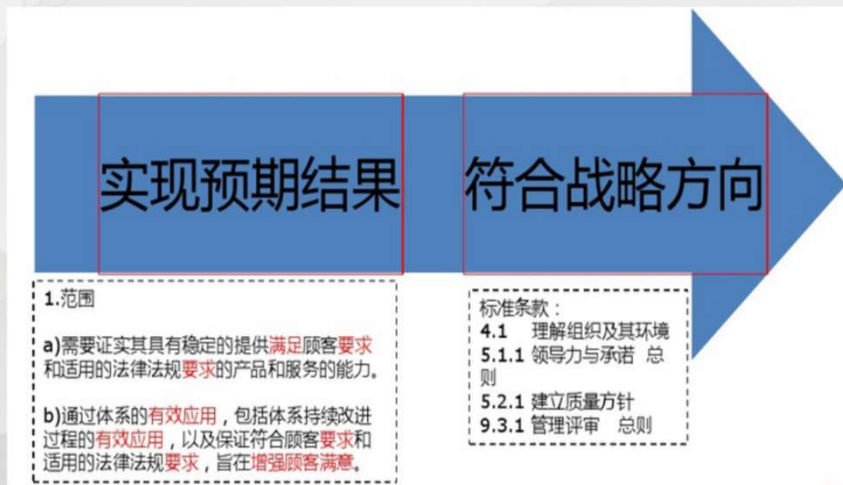 实现预期结果
符合战略方向
1.范围
a)需要证实其具有稳定的提供满足顾客要求
和适用的法律法规要求的产品和服务的能力。
b)通过体系的有效应用，包括体系持续改进
过程的有效应用，以及保证符合顾客要求和
适用的法律法规要求，旨在增强顾客满意。
标准条款：
4.1 理解组织及其环境
5.1.1 领导力与承诺 总
则
5.2.1 建立质量方针
9.3.1 管理评审 总则